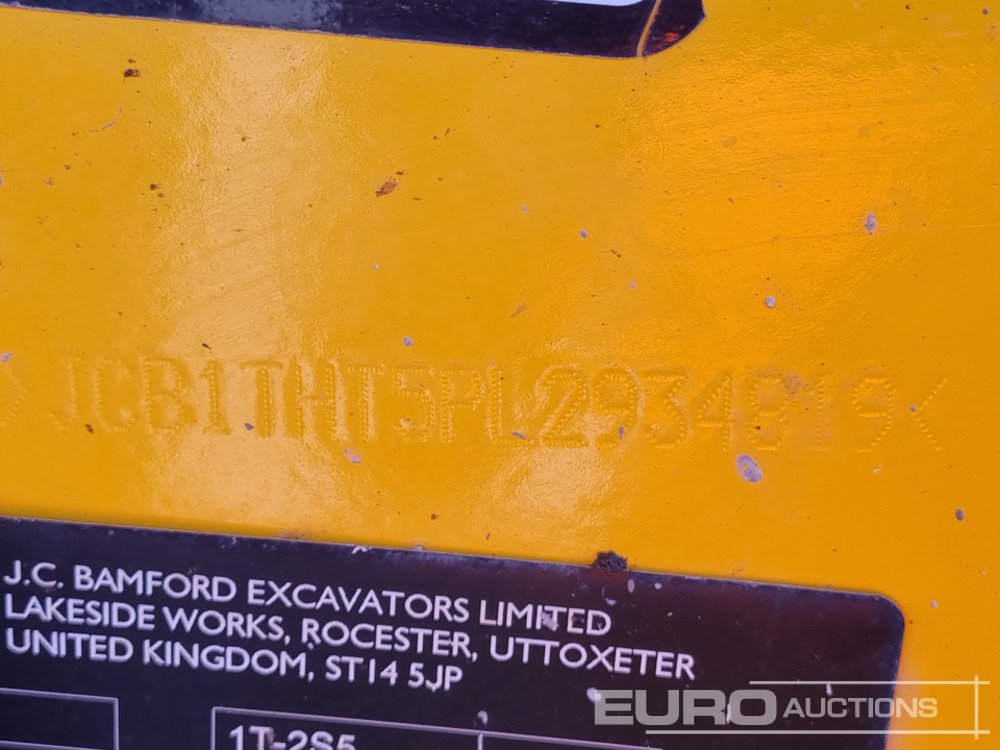 >JCB1THT5PL2934819<
J.C. BAMFORD EXCAVATORS LIMITED
LAKESIDE WORKS, ROCESTER, UTTOXETER
UNITED KINGDOM, ST14 5JP
1T-2S5
EURO AUCTIONS